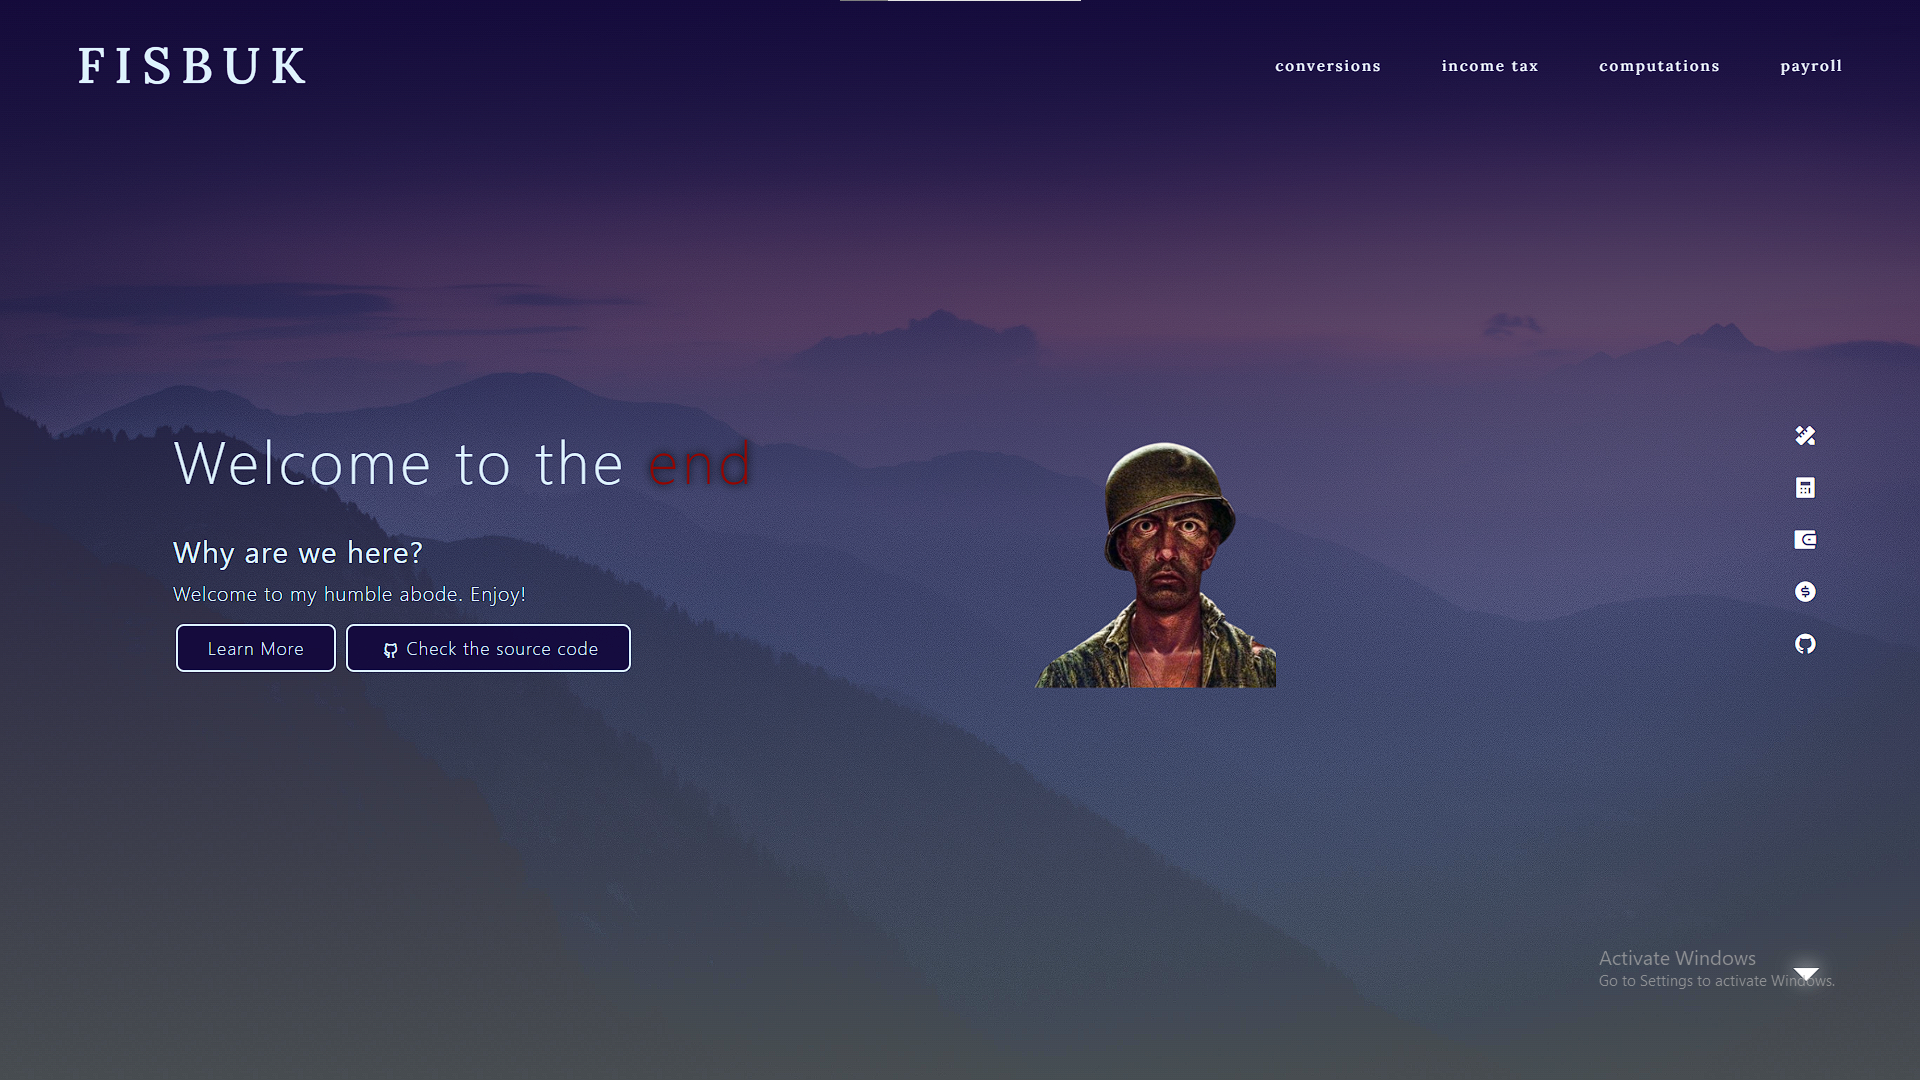 FISBUK
conversions income tax computations payroll
Welcome to the end
Why are we here?
Welcome to my humble abode. Enjoy!
Learn More Check the source code
Activate Windows
Go to Settings to activate Windows.